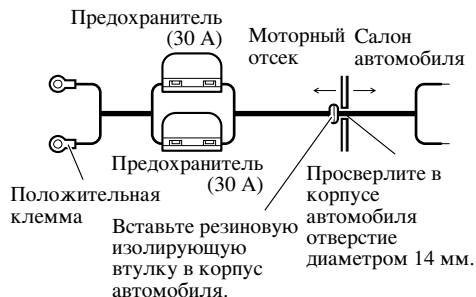 Предохранитель
(30 А)
Моторный
отсек
Салон
автомобиля
Предохранитель
(30 А)
Положительная
клемма
Вставьте резиновую
изолирующую
втулку в корпус
автомобиля.
Просверлите в
корпусе
автомобиля
отверстие
диаметром 14 мм.